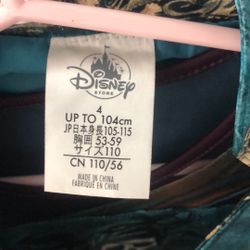 Disney
STORE
4
UP TO 104cm
JP日本身長105-115
胸囲 53-59
サイズ110
CN 110/56
MADE IN CHINA
FABRIQUÉ EN CHINE